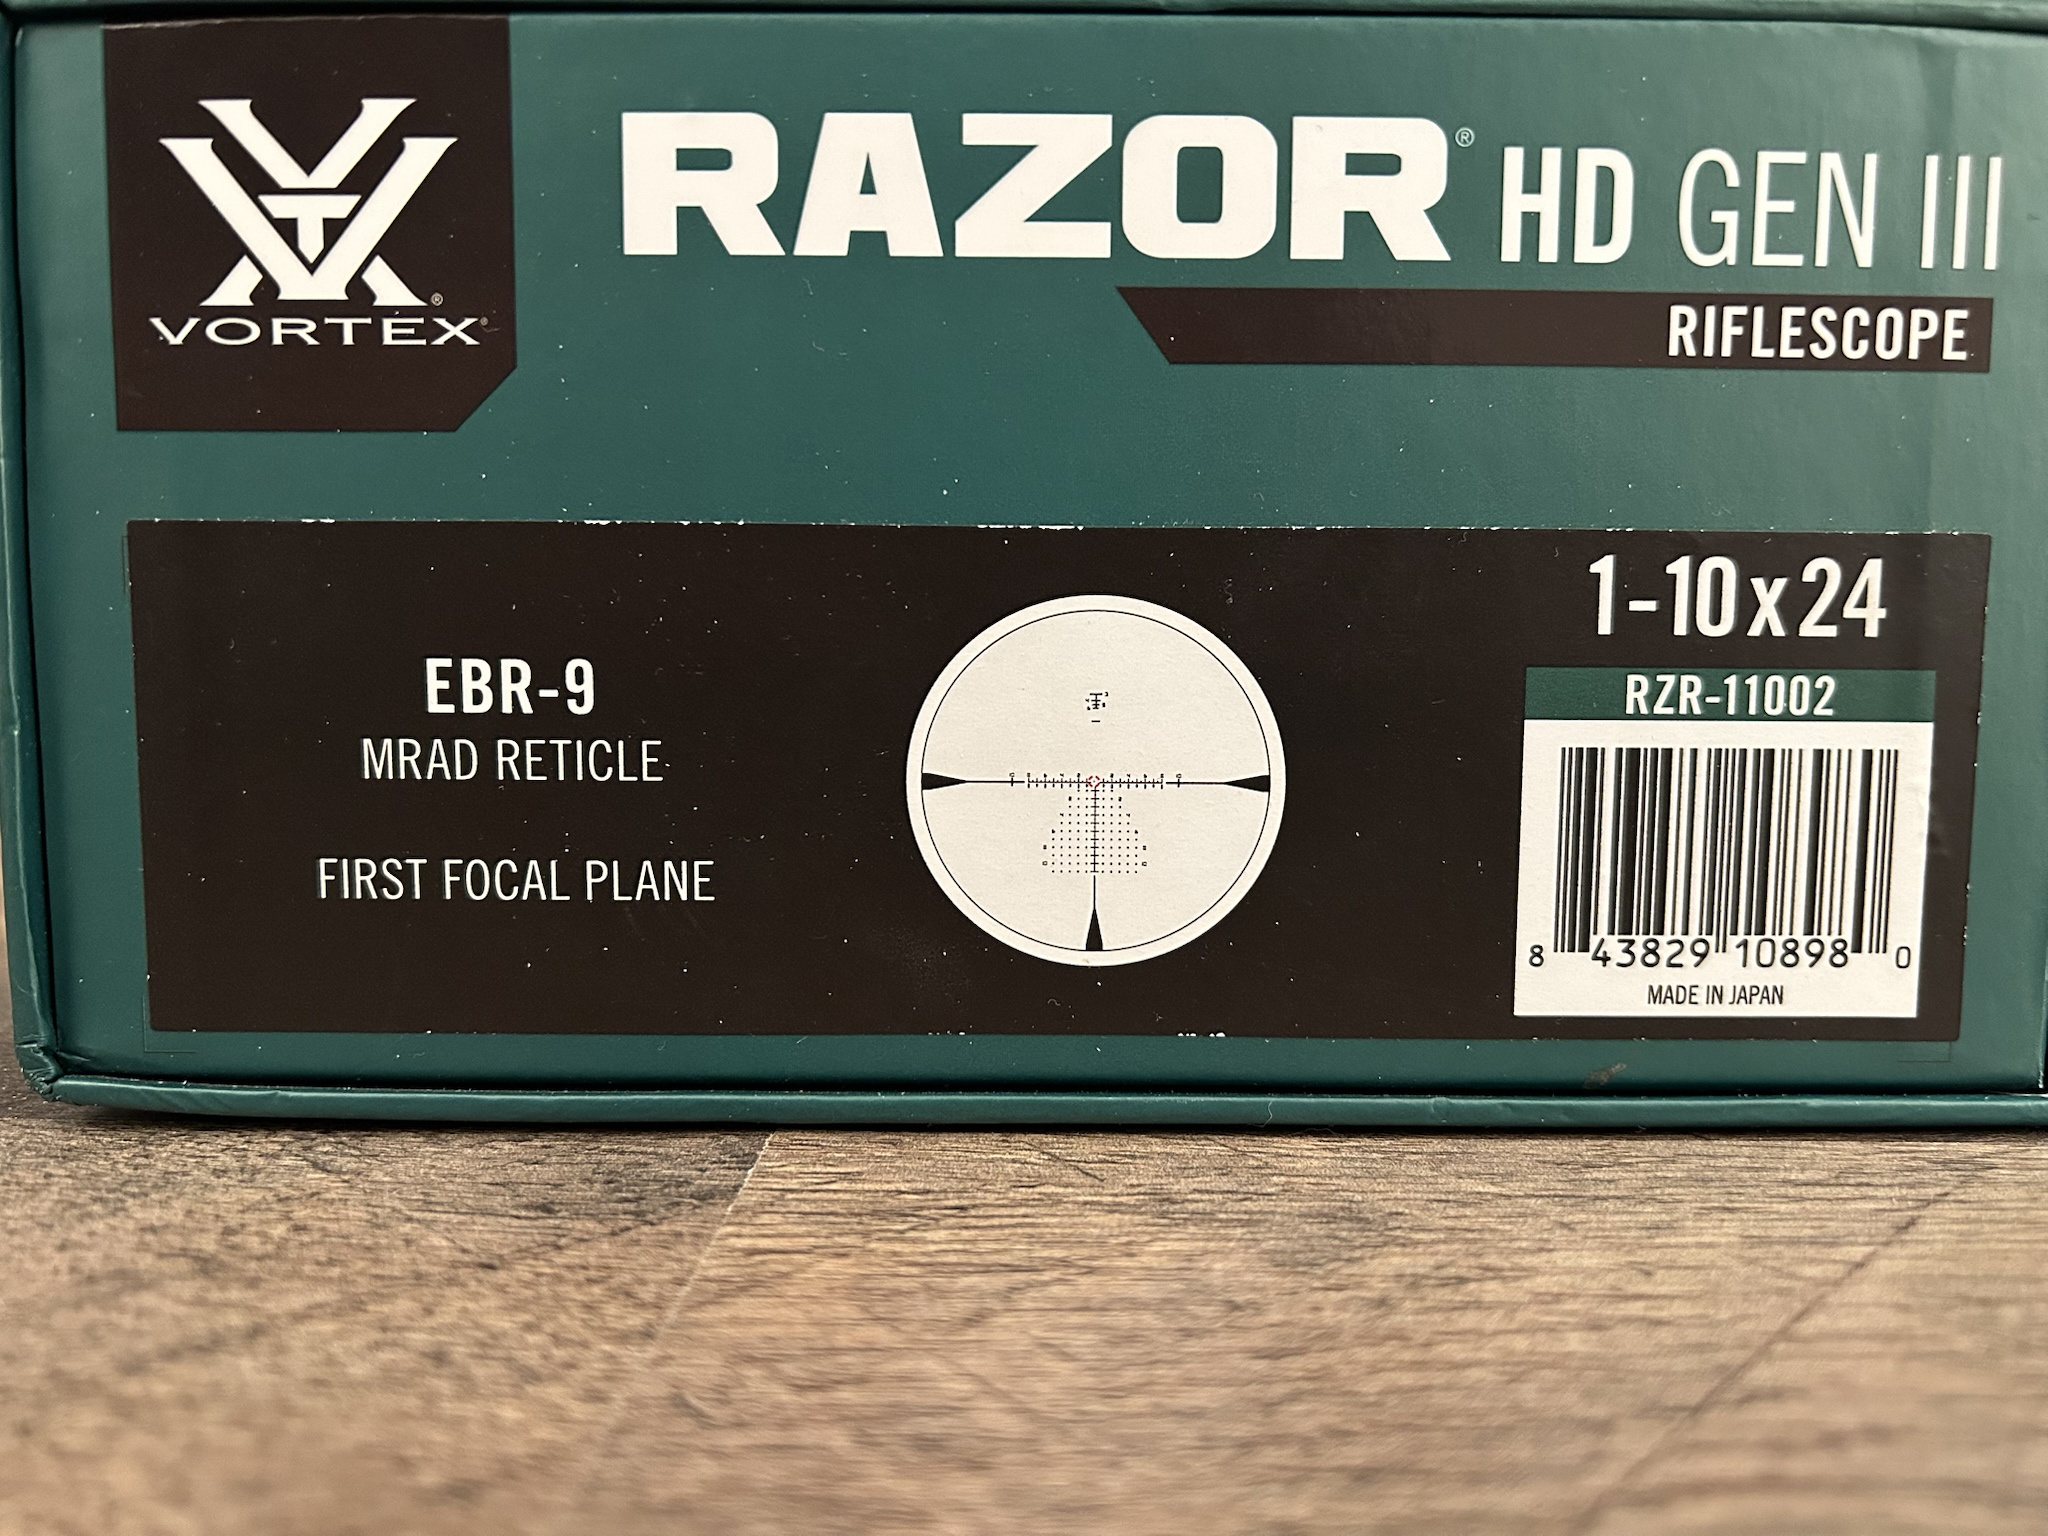 VORTEX®
RAZOR® HD GEN III
RIFLESCOPE
EBR-9
MRAD RETICLE
FIRST FOCAL PLANE
1-10x24
RZR-11002
8 43829 10898 0
MADE IN JAPAN